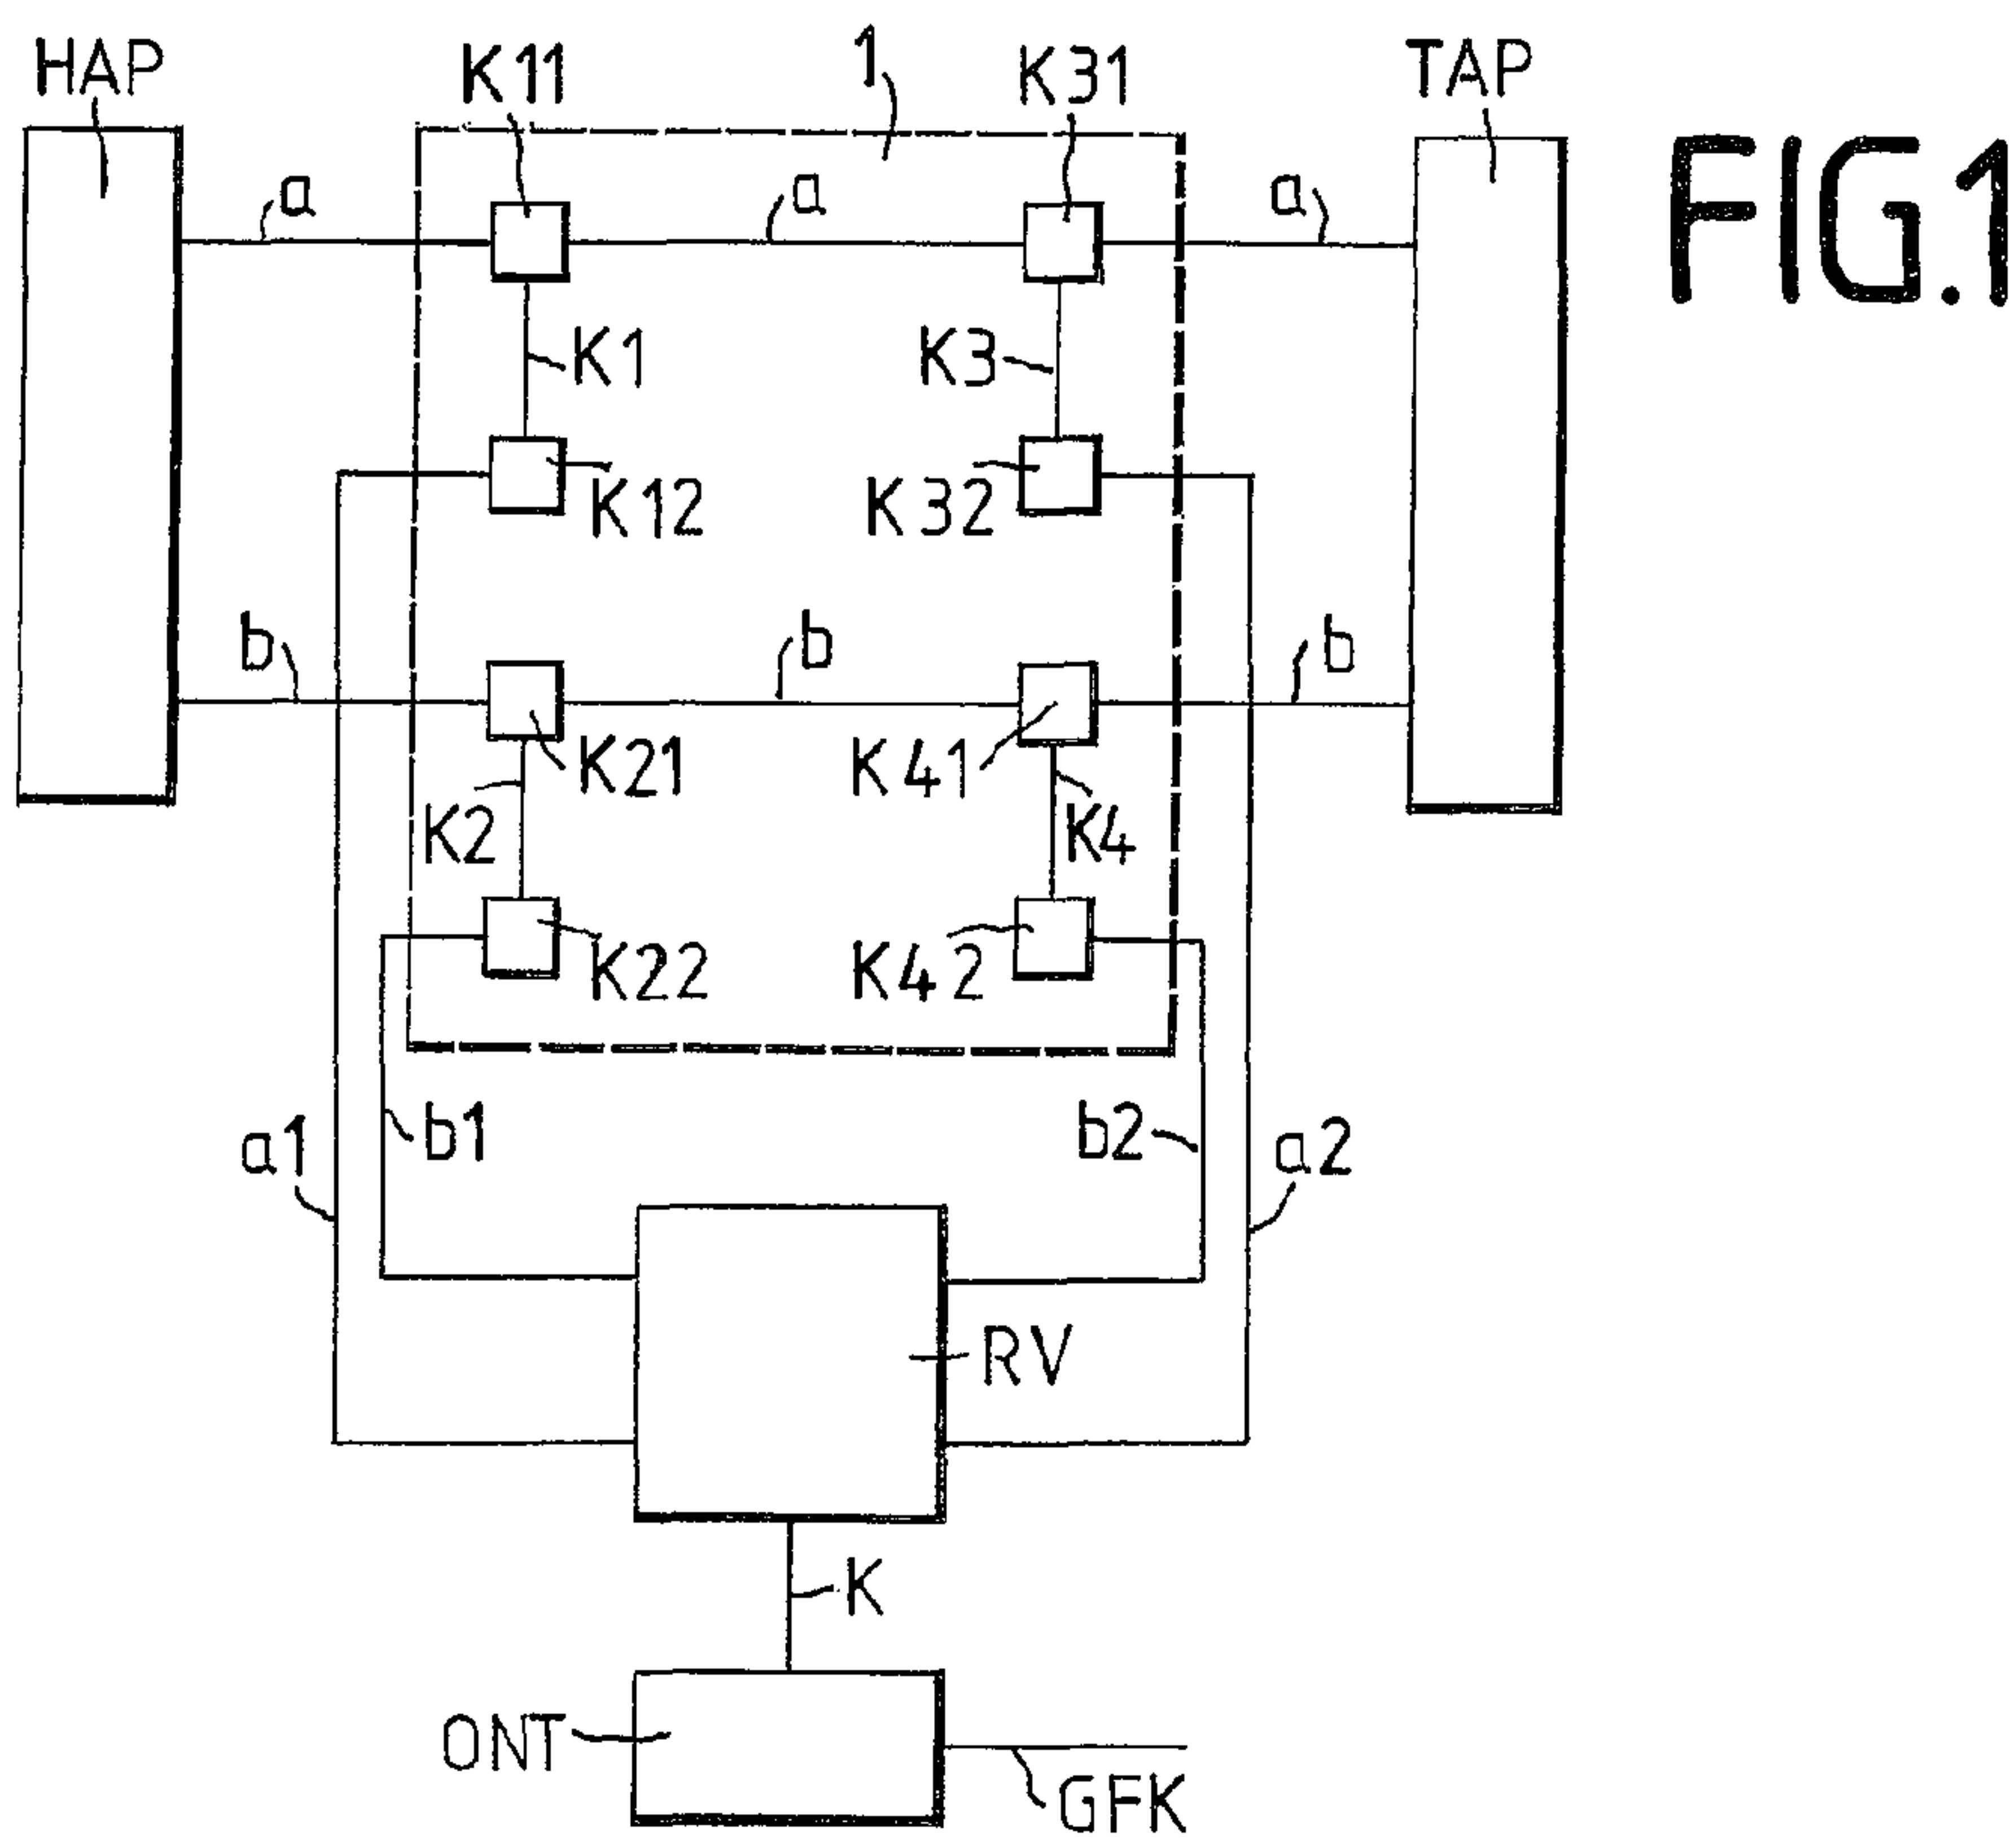 HAP K11 1 K31 TAP
FIG.1
a a a
K1 K3
K12 K32
b b b
K21 K41
K2 K4
K22 K42
a1 b1 b2 a2
RV
K
ONT
GFK